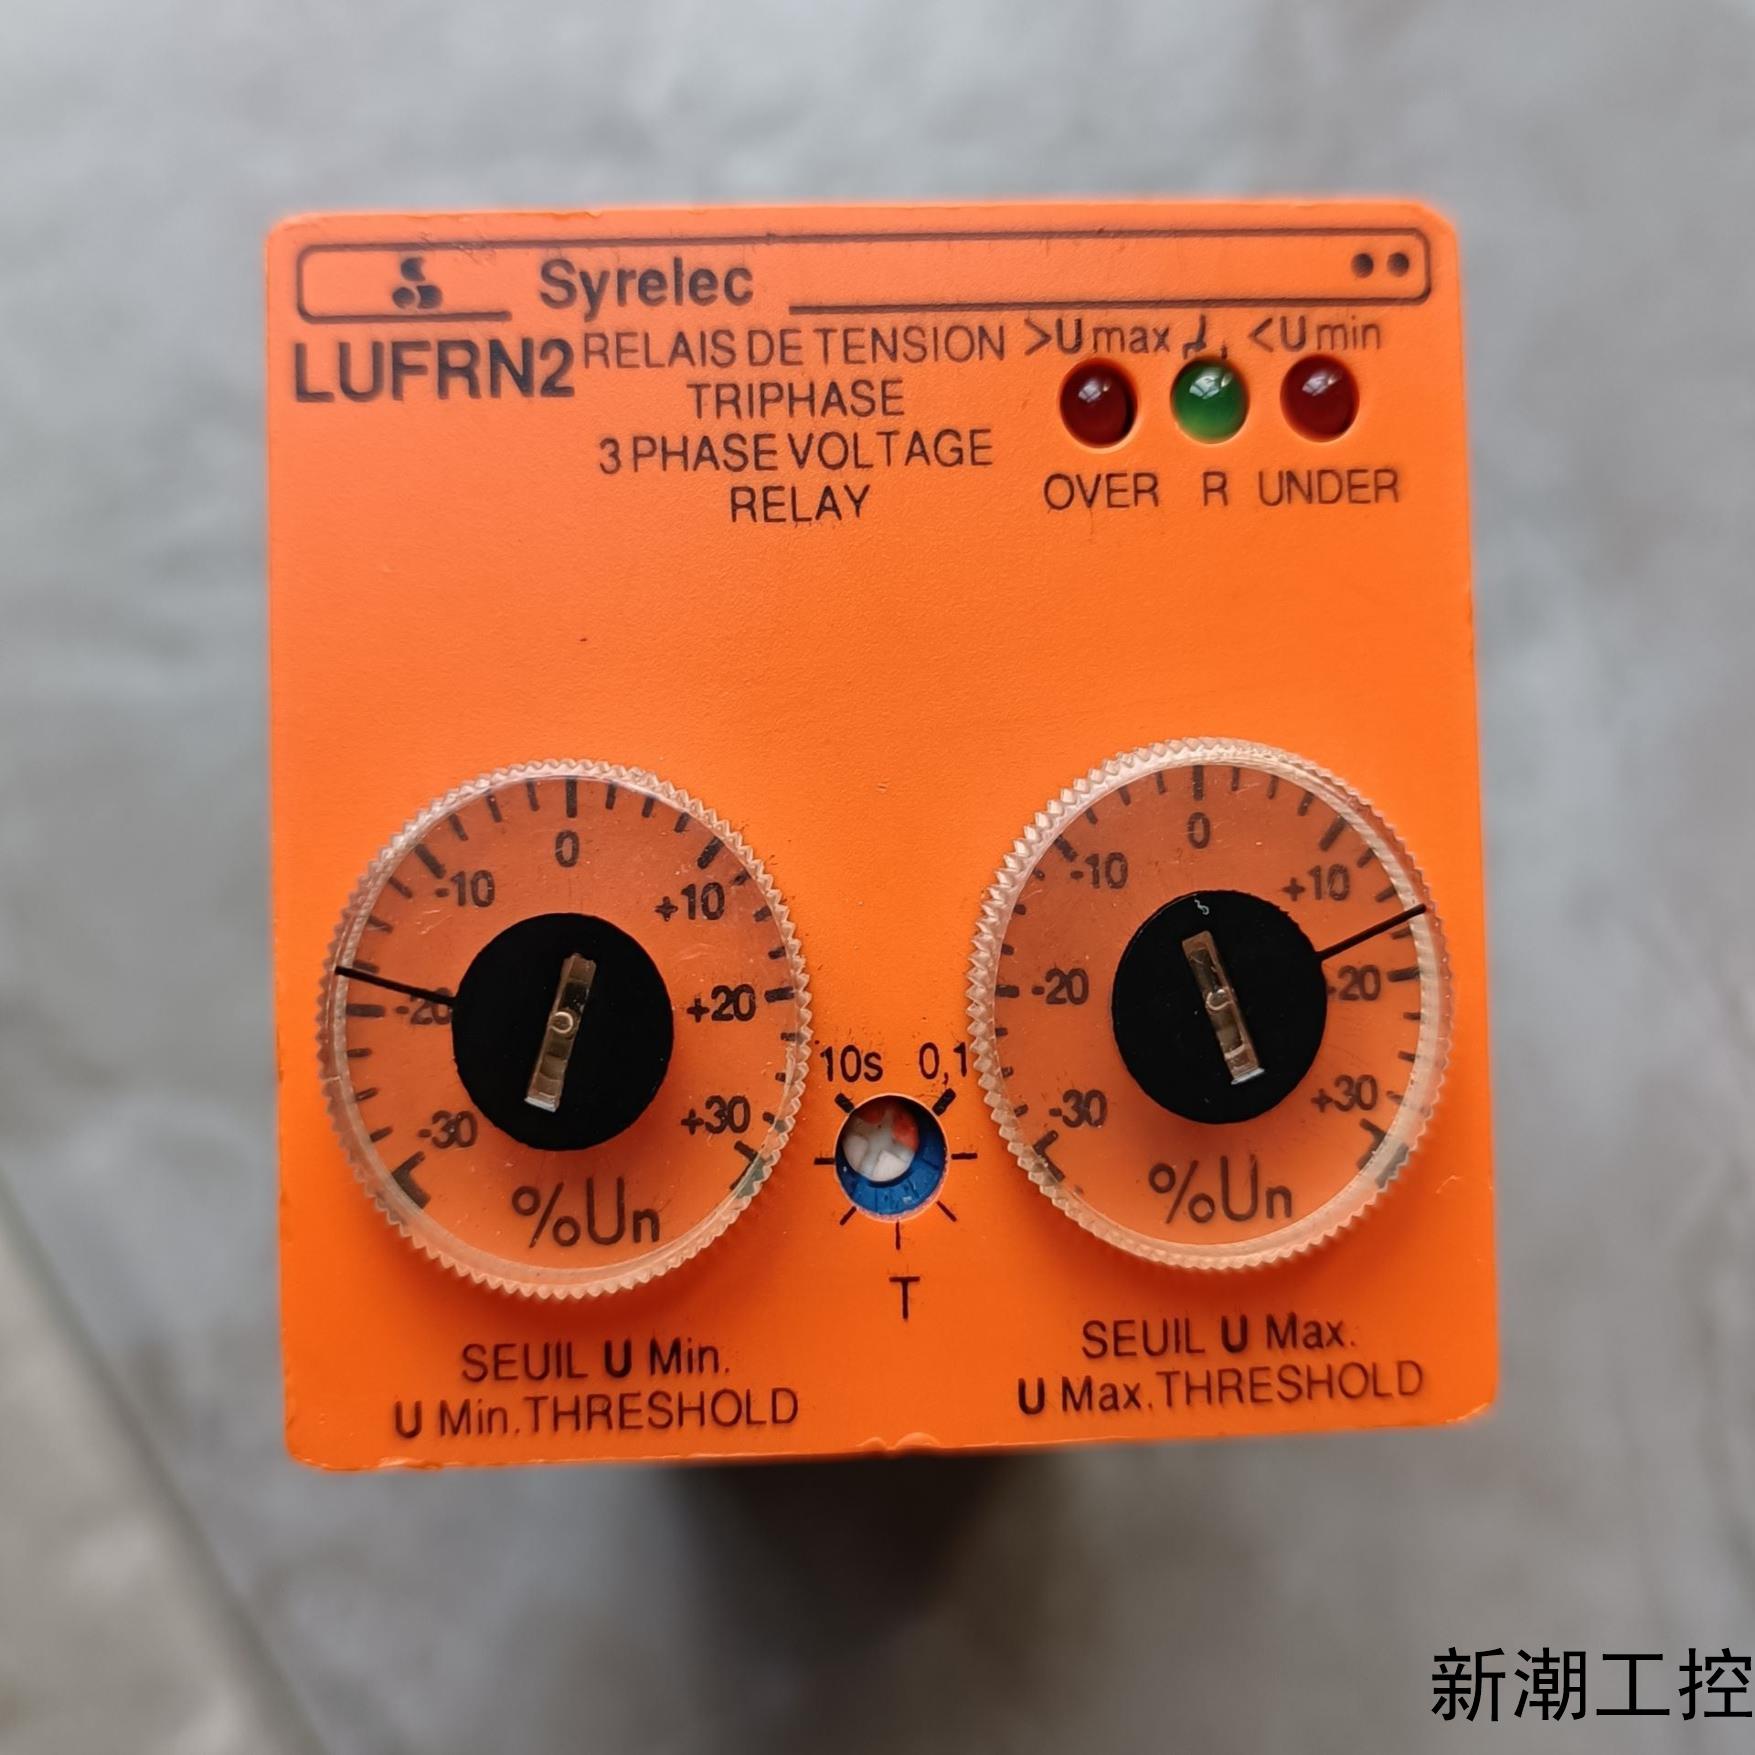 Syrelec
LUFRN2
RELAIS DE TENSION
TRIPHASE
3 PHASE VOLTAGE
RELAY
>Umax <Umin
OVER R UNDER
0
-10 +10
-20 +20
-30 +30
%Un
SEUIL U Min.
U Min. THRESHOLD
10s 0,1
T
0
-10 +10
-20 +20
-30 +30
%Un
SEUIL U Max.
U Max. THRESHOLD
新潮工控